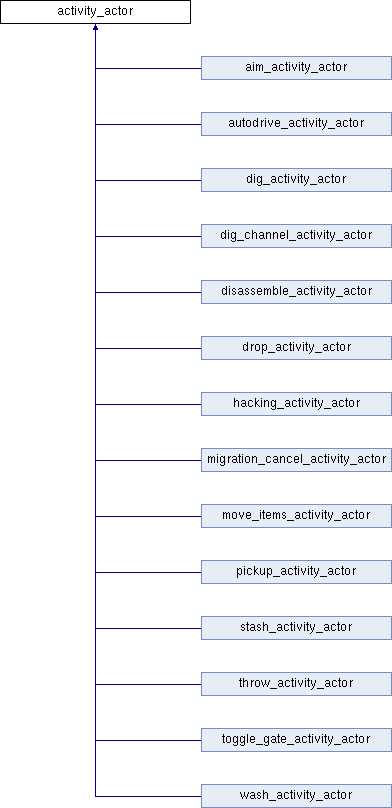 activity_actor
aim_activity_actor
autodrive_activity_actor
dig_activity_actor
dig_channel_activity_actor
disassemble_activity_actor
drop_activity_actor
hacking_activity_actor
migration_cancel_activity_actor
move_items_activity_actor
pickup_activity_actor
stash_activity_actor
throw_activity_actor
toggle_gate_activity_actor
wash_activity_actor